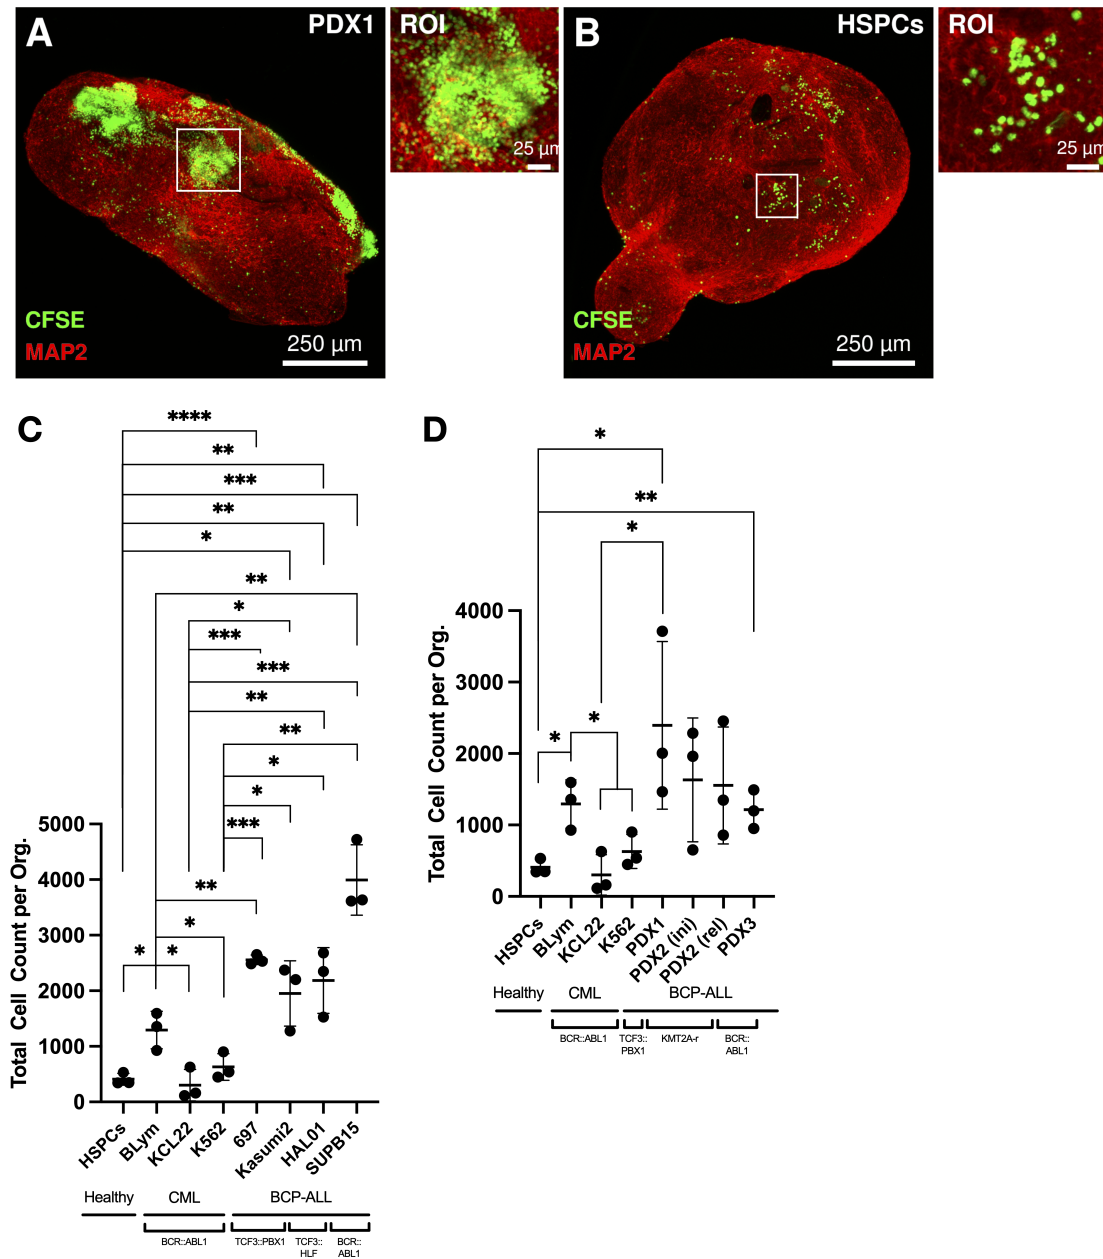 A
PDX1
ROI
25 µm
CFSE
MAP2
250 µm
B
HSPCs
ROI
25 µm
CFSE
MAP2
250 µm
C
****
**
***
**
*
**
*
***
***
**
**
*
*
***
**
*
* *
Total Cell Count per Org.
5000
4000
3000
2000
1000
0
HSPCs
BLym
KCL22
K562
697
Kasumi2
HAL01
SUPB15
Healthy
CML
BCP-ALL
BCR::ABL1
TCF3::PBX1
TCF3::
HLF
BCR::
ABL1
D
*
**
*
*
*
Total Cell Count per Org.
4000
3000
2000
1000
0
HSPCs
BLym
KCL22
K562
PDX1
PDX2 (ini)
PDX2 (rel)
PDX3
Healthy
CML
BCP-ALL
BCR::ABL1
TCF3::
PBX1
KMT2A-r
BCR::
ABL1